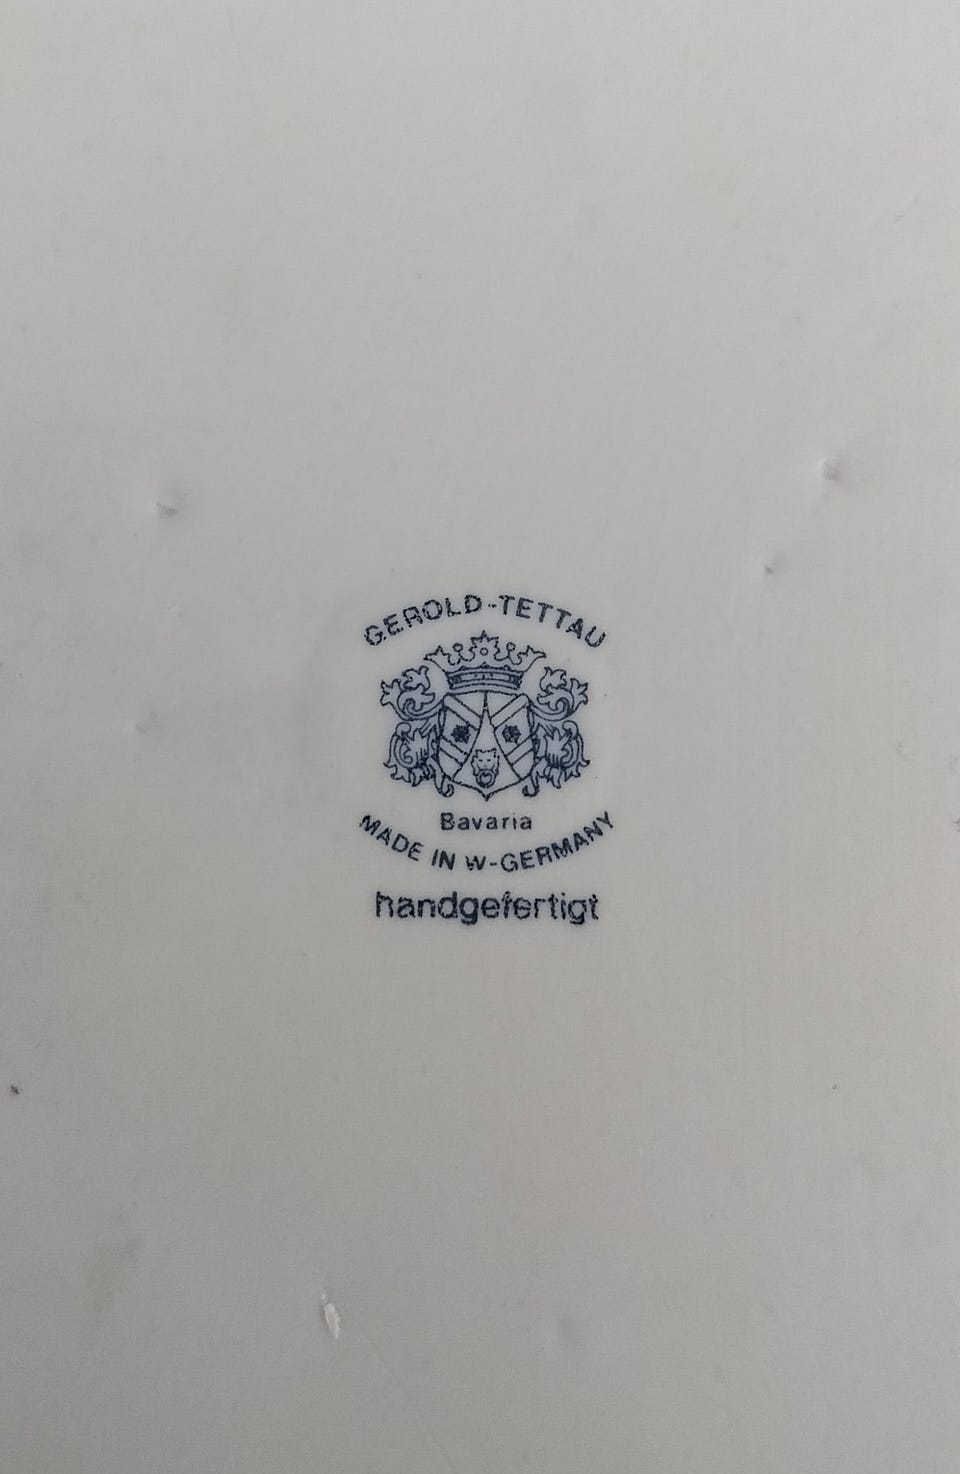 GEROLD-TETTAU
Bavaria
MADE IN W-GERMANY
handgefertigt